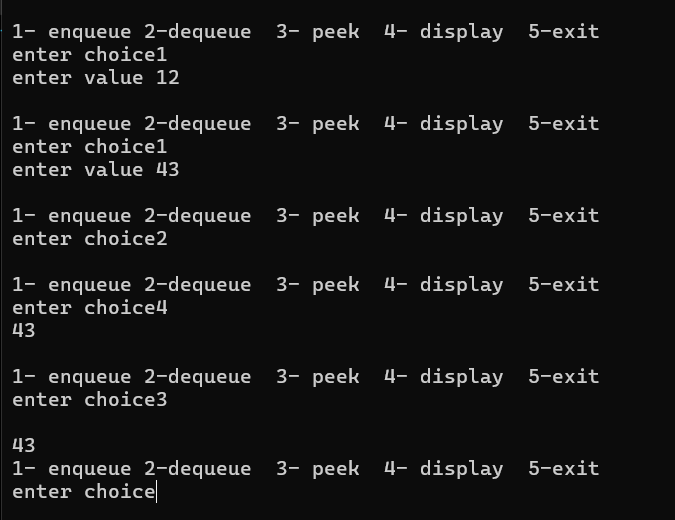 1- enqueue 2-dequeue  3- peek  4- display  5-exit
enter choice1
enter value 12

1- enqueue 2-dequeue  3- peek  4- display  5-exit
enter choice1
enter value 43

1- enqueue 2-dequeue  3- peek  4- display  5-exit
enter choice2

1- enqueue 2-dequeue  3- peek  4- display  5-exit
enter choice4
43

1- enqueue 2-dequeue  3- peek  4- display  5-exit
enter choice3

43
1- enqueue 2-dequeue  3- peek  4- display  5-exit
enter choice